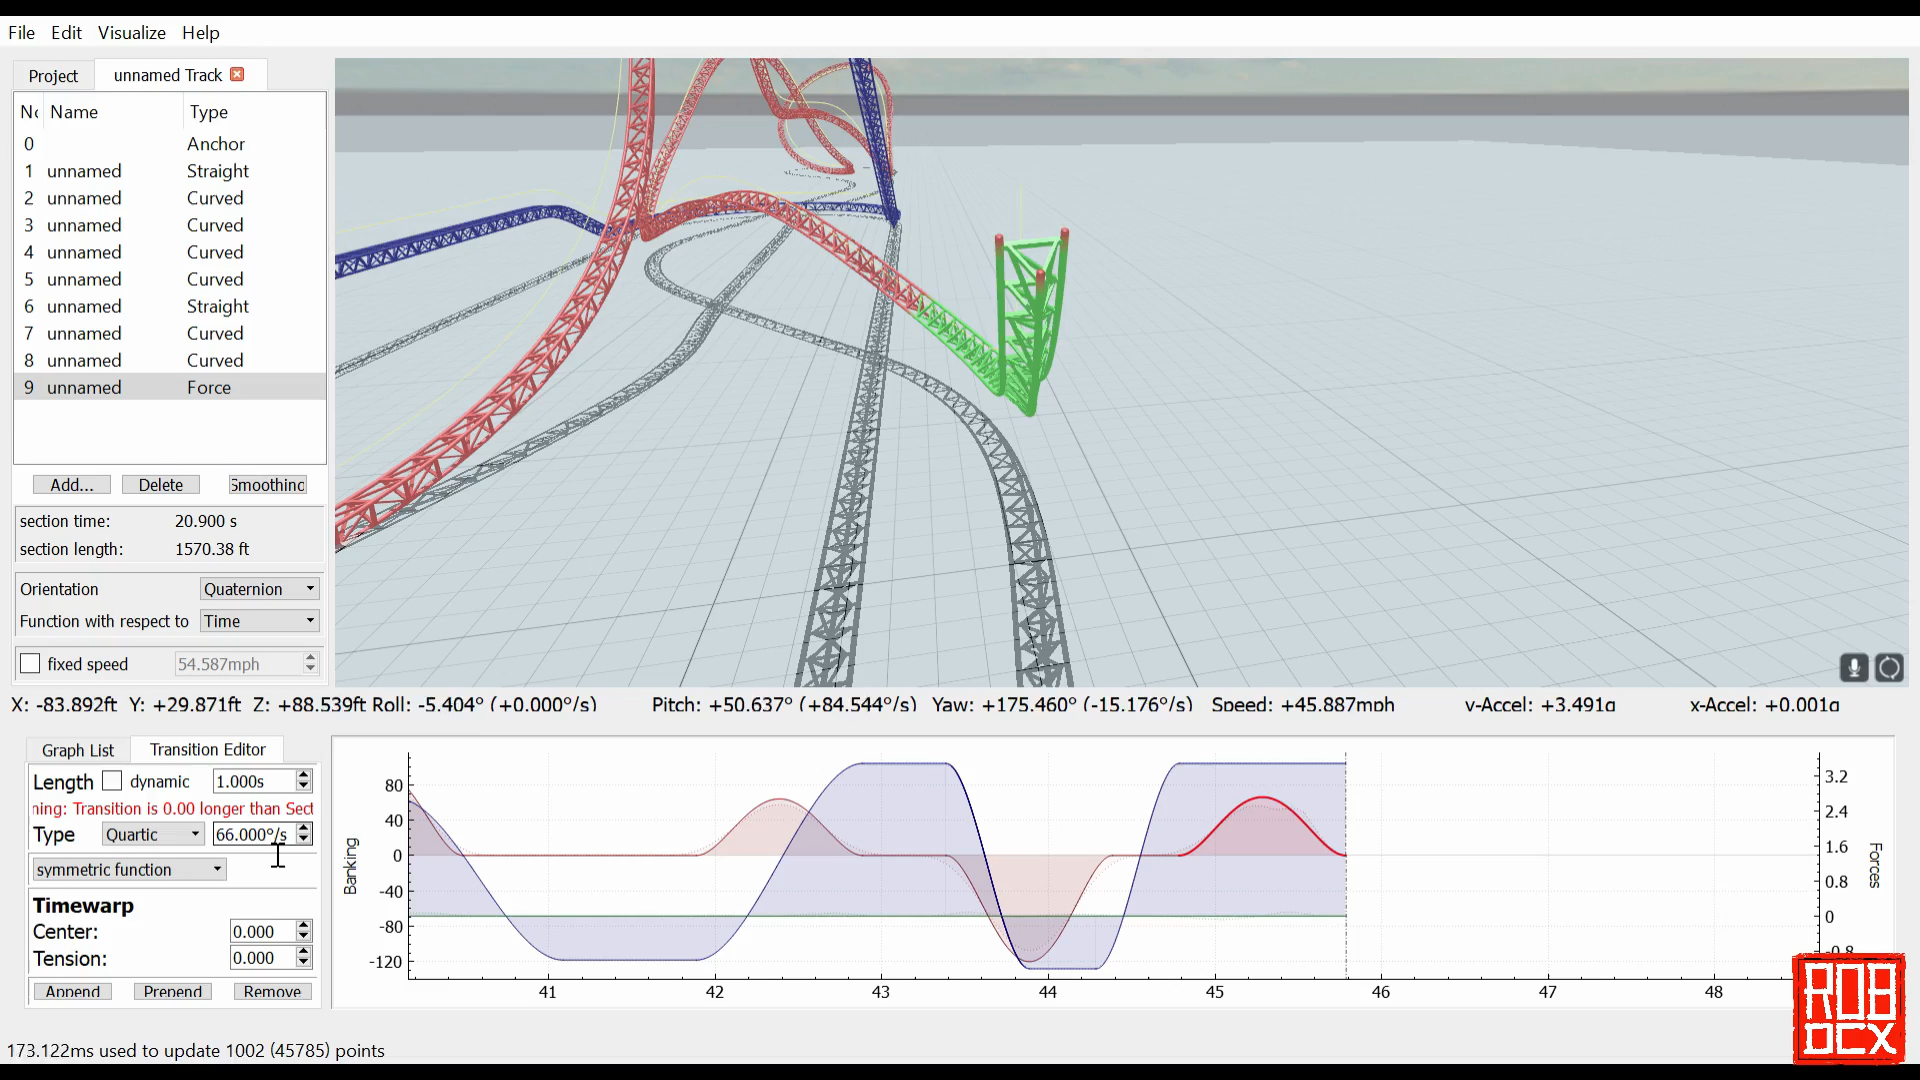 File Edit Visualize Help
Project unnamed Track
Nc Name Type
0 Anchor
1 unnamed Straight
2 unnamed Curved
3 unnamed Curved
4 unnamed Curved
5 unnamed Curved
6 unnamed Straight
7 unnamed Curved
8 unnamed Curved
9 unnamed Force
Add... Delete Smoothing
section time: 20.900 s
section length: 1570.38 ft
Orientation Quaternion
Function with respect to Time
fixed speed 54.587mph
X: -83.892ft Y: +29.871ft Z: +88.539ft Roll: -5.404° (+0.000°/s) Pitch: +50.637° (+84.544°/s) Yaw: +175.460° (-15.176°/s) Speed: +45.887mph v-Accel: +3.491g x-Accel: +0.001g
Graph List Transition Editor
Length dynamic 1.000s
ning: Transition is 0.00 longer than Sect
Type Quartic 66.000°/s
symmetric function
Timewarp
Center: 0.000
Tension: 0.000
Append Prepend Remove
Banking
80
40
0
-40
-80
-120
41 42 43 44 45 46 47 48
3.2
2.4
1.6
0.8
0
-0.8
Forces
ROB
OCX
173.122ms used to update 1002 (45785) points